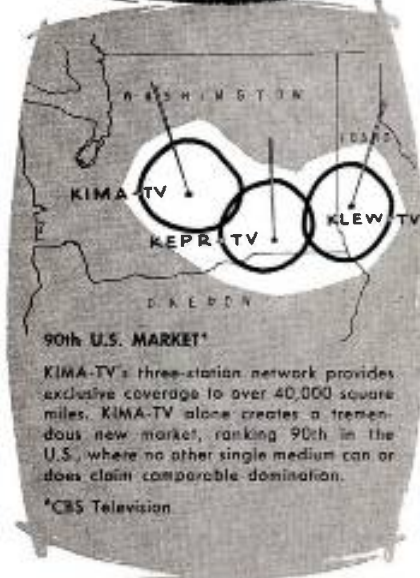 WASHINGTON
IDAHO
KIMA-TV
KLEW-TV
KEPR-TV
OREGON
90th U.S. MARKET*
KIMA-TV's three-station network provides
exclusive coverage to over 40,000 square
miles. KIMA-TV alone creates a tremen-
dous new market, ranking 90th in the
U.S., where no other single medium can or
does claim comparable domination.
*CBS Television